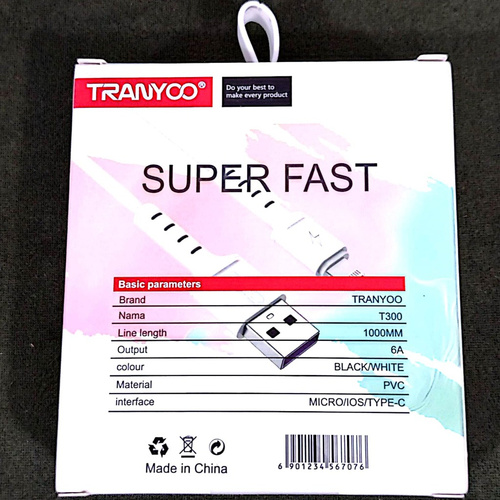 TRANYOO®
Do your best to
make every product
SUPER FAST
Basic parameters
Brand TRANYOO
Nama T300
Line length 1000MM
Output 6A
colour BLACK/WHITE
Material PVC
interface MICRO/IOS/TYPE-C
Made in China
6 901234 567076